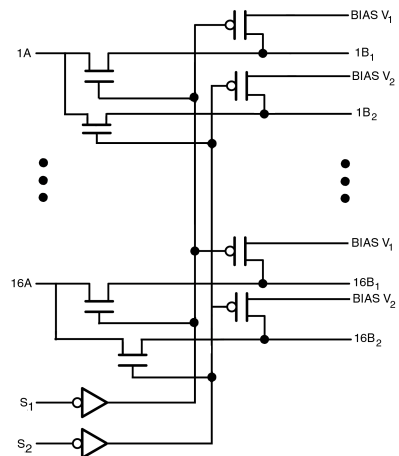 BIAS V₁
1A
1B₁
BIAS V₂
1B₂
BIAS V₁
16A
16B₁
BIAS V₂
16B₂
S₁
S₂